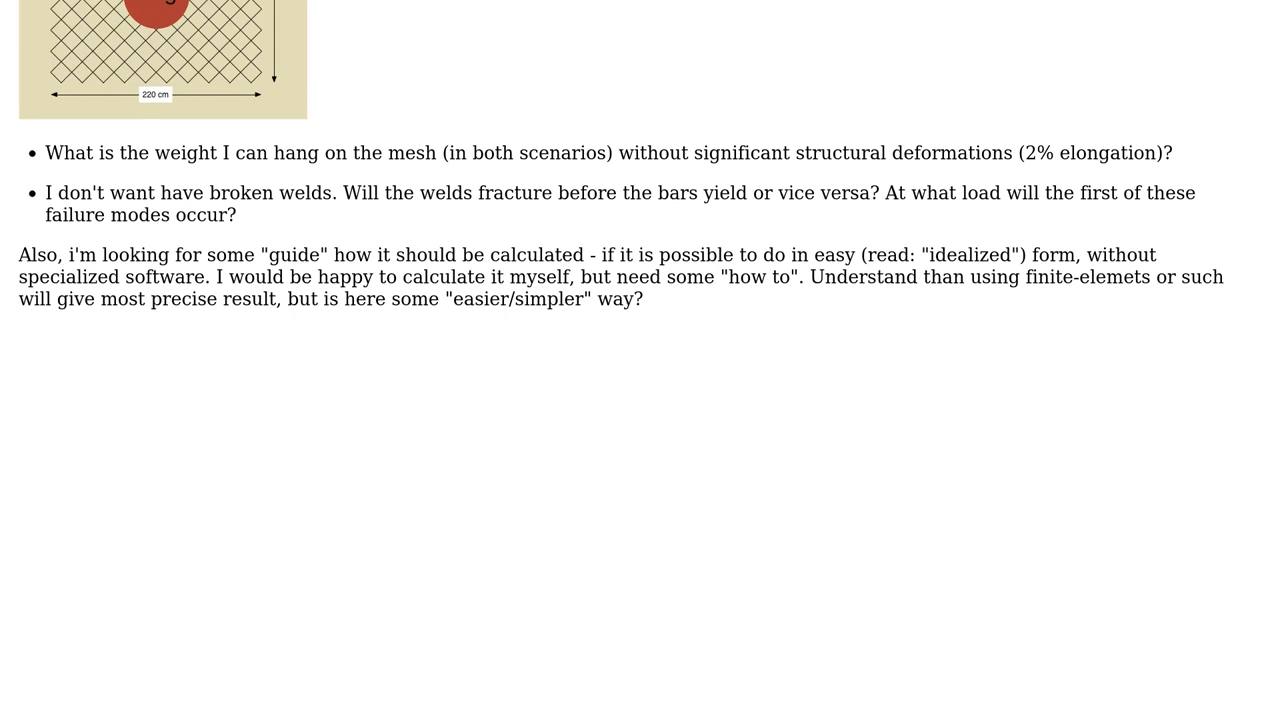 220 cm
• What is the weight I can hang on the mesh (in both scenarios) without significant structural deformations (2% elongation)?
• I don't want have broken welds. Will the welds fracture before the bars yield or vice versa? At what load will the first of these
failure modes occur?
Also, i'm looking for some "guide" how it should be calculated - if it is possible to do in easy (read: "idealized") form, without
specialized software. I would be happy to calculate it myself, but need some "how to". Understand than using finite-elemets or such
will give most precise result, but is here some "easier/simpler" way?